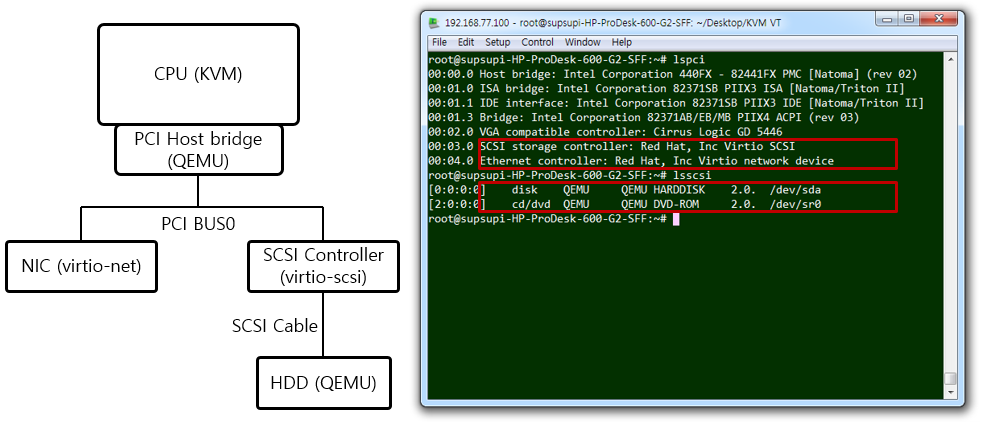 CPU (KVM)
PCI Host bridge
(QEMU)
PCI BUS0
NIC (virtio-net)
SCSI Controller
(virtio-scsi)
SCSI Cable
HDD (QEMU)
192.168.77.100 - root@supsupi-HP-ProDesk-600-G2-SFF: ~/Desktop/KVM VT
File Edit Setup Control Window Help
root@supsupi-HP-ProDesk-600-G2-SFF:~# lspci
00:00.0 Host bridge: Intel Corporation 440FX - 82441FX PMC [Natoma] (rev 02)
00:01.0 ISA bridge: Intel Corporation 82371SB PIIX3 ISA [Natoma/Triton II]
00:01.1 IDE interface: Intel Corporation 82371SB PIIX3 IDE [Natoma/Triton II]
00:01.3 Bridge: Intel Corporation 82371AB/EB/MB PIIX4 ACPI (rev 03)
00:02.0 VGA compatible controller: Cirrus Logic GD 5446
00:03.0 SCSI storage controller: Red Hat, Inc Virtio SCSI
00:04.0 Ethernet controller: Red Hat, Inc Virtio network device
root@supsupi-HP-ProDesk-600-G2-SFF:~# lsscsi
[0:0:0:0] disk QEMU QEMU HARDDISK 2.0. /dev/sda
[2:0:0:0] cd/dvd QEMU QEMU DVD-ROM 2.0. /dev/sr0
root@supsupi-HP-ProDesk-600-G2-SFF:~#